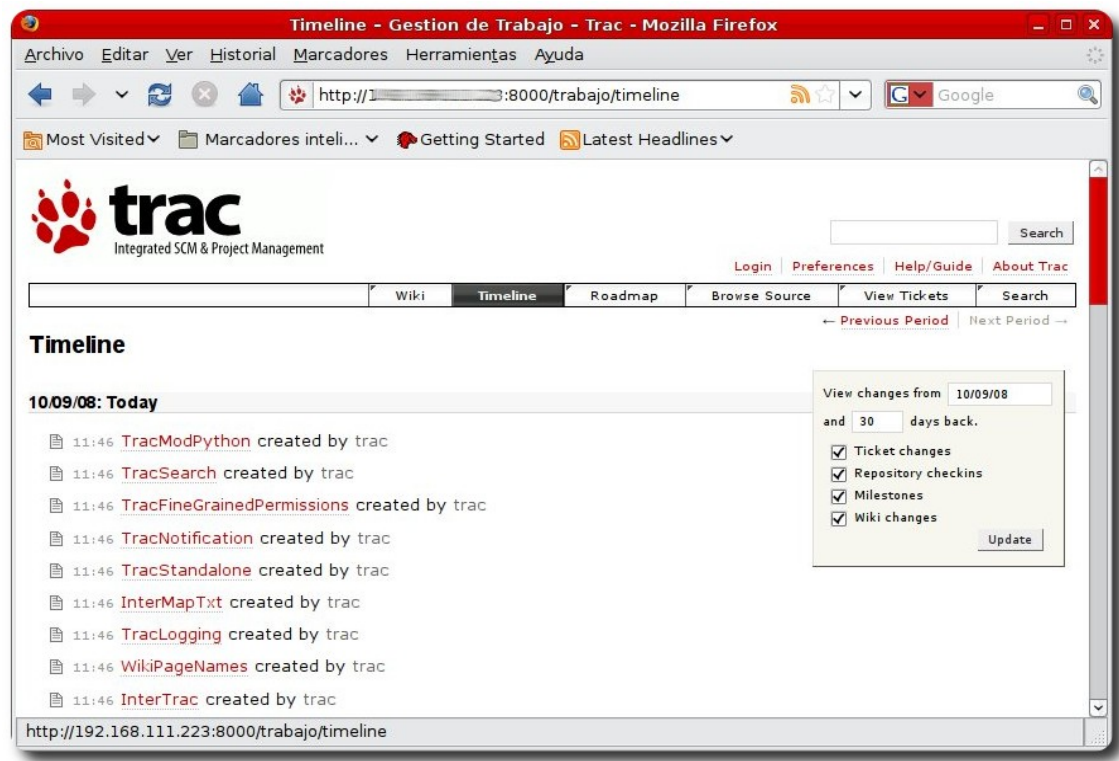 Timeline - Gestion de Trabajo - Trac - Mozilla Firefox
Archivo Editar Ver Historial Marcadores Herramientas Ayuda
http://1 3:8000/trabajo/timeline
G Google
Most Visited Marcadores inteli... Getting Started Latest Headlines
trac
Integrated SCM & Project Management
Search
Login Preferences Help/Guide About Trac
Wiki Timeline Roadmap Browse Source View Tickets Search
← Previous Period Next Period →
Timeline
View changes from 10/09/08
and 30 days back.
Ticket changes
Repository checkins
Milestones
Wiki changes
Update
10/09/08: Today
11:46 TracModPython created by trac
11:46 TracSearch created by trac
11:46 TracFineGrainedPermissions created by trac
11:46 TracNotification created by trac
11:46 TracStandalone created by trac
11:46 InterMapTxt created by trac
11:46 TracLogging created by trac
11:46 WikiPageNames created by trac
11:46 InterTrac created by trac
http://192.168.111.223:8000/trabajo/timeline